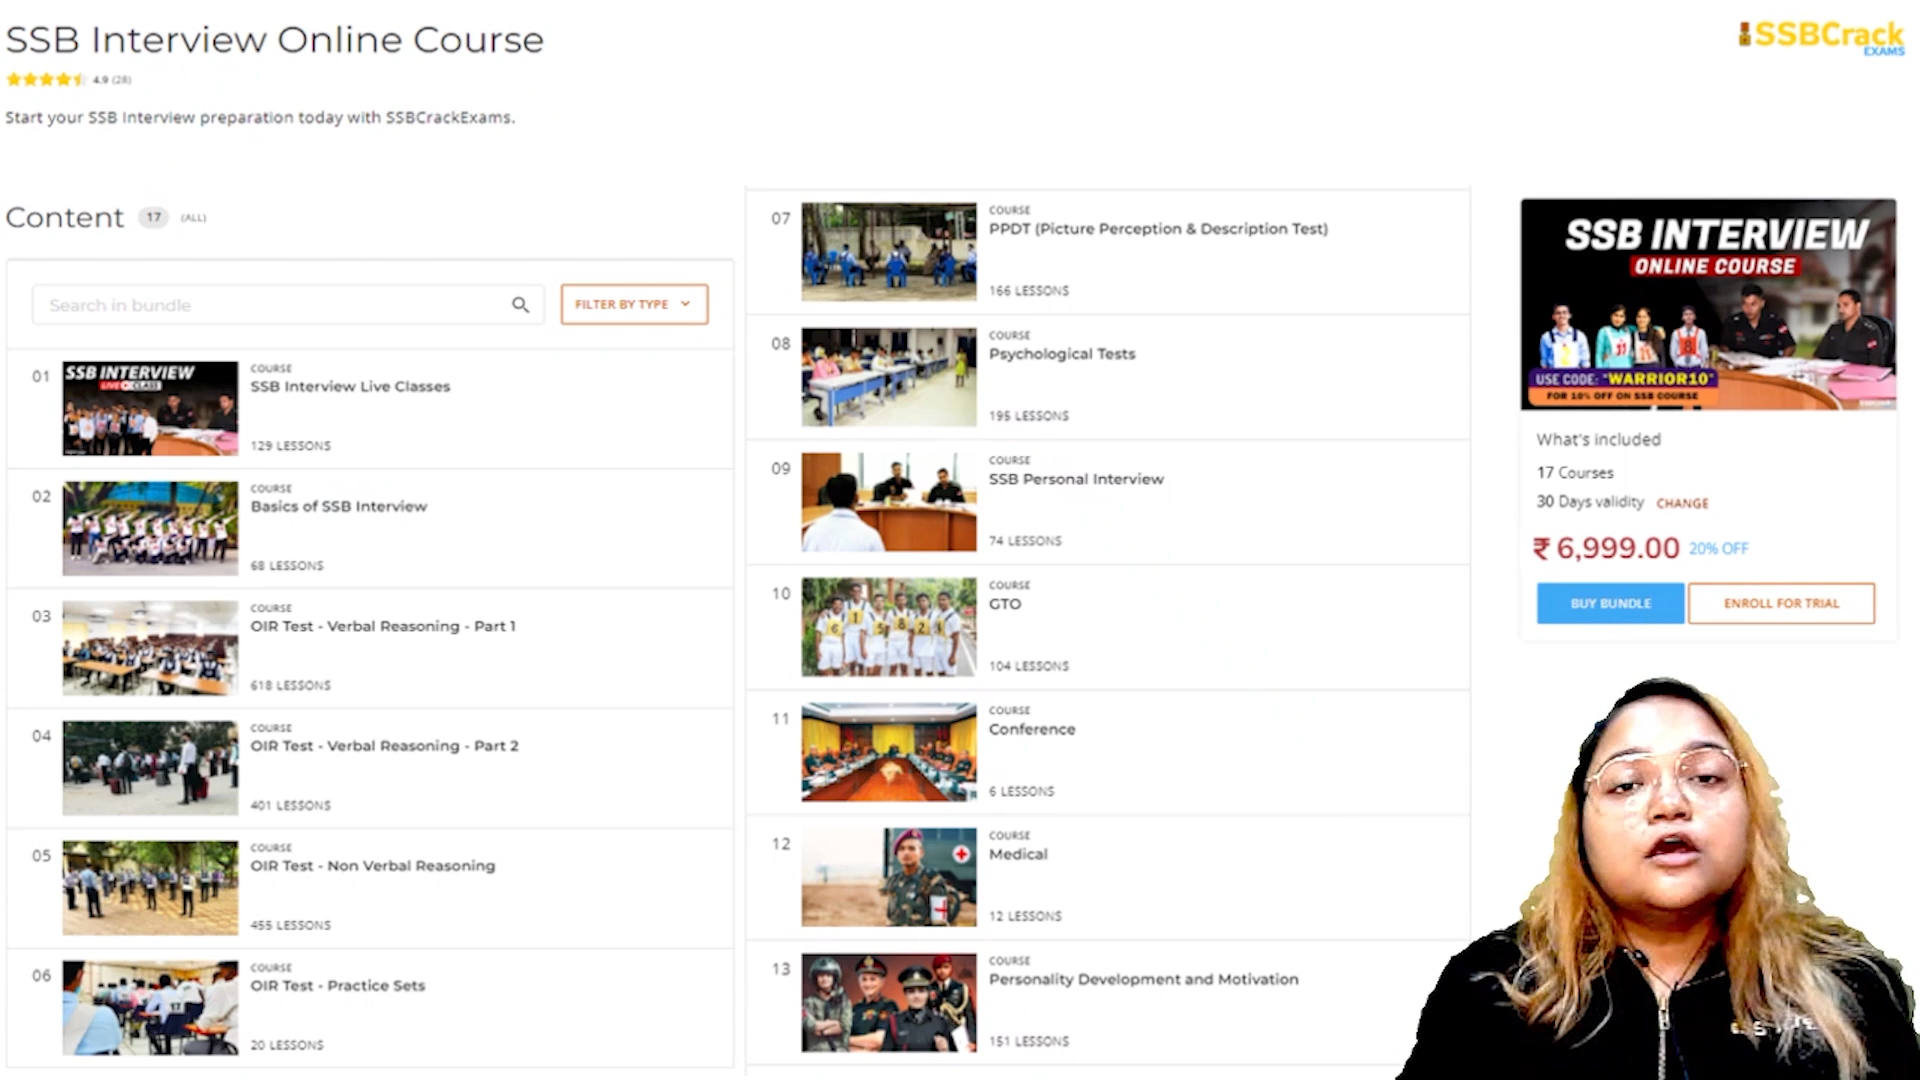 SSB Interview Online Course
SSBCrack
EXAMS
4.9 (28)
Start your SSB Interview preparation today with SSBCrackExams.
Content 17 (ALL)
Search in bundle
FILTER BY TYPE
01
SSB INTERVIEW
LIVE CLASS
COURSE
SSB Interview Live Classes
129 LESSONS
02
COURSE
Basics of SSB Interview
68 LESSONS
03
COURSE
OIR Test - Verbal Reasoning - Part 1
618 LESSONS
04
COURSE
OIR Test - Verbal Reasoning - Part 2
401 LESSONS
05
COURSE
OIR Test - Non Verbal Reasoning
455 LESSONS
06
COURSE
OIR Test - Practice Sets
20 LESSONS
07
COURSE
PPDT (Picture Perception & Description Test)
166 LESSONS
08
COURSE
Psychological Tests
195 LESSONS
09
COURSE
SSB Personal Interview
74 LESSONS
10
COURSE
GTO
104 LESSONS
11
COURSE
Conference
6 LESSONS
12
COURSE
Medical
12 LESSONS
13
COURSE
Personality Development and Motivation
151 LESSONS
SSB INTERVIEW
ONLINE COURSE
USE CODE: "WARRIOR10"
FOR 10% OFF ON SSB COURSE
What's included
17 Courses
30 Days validity CHANGE
₹ 6,999.00 20% OFF
BUY BUNDLE
ENROLL FOR TRIAL